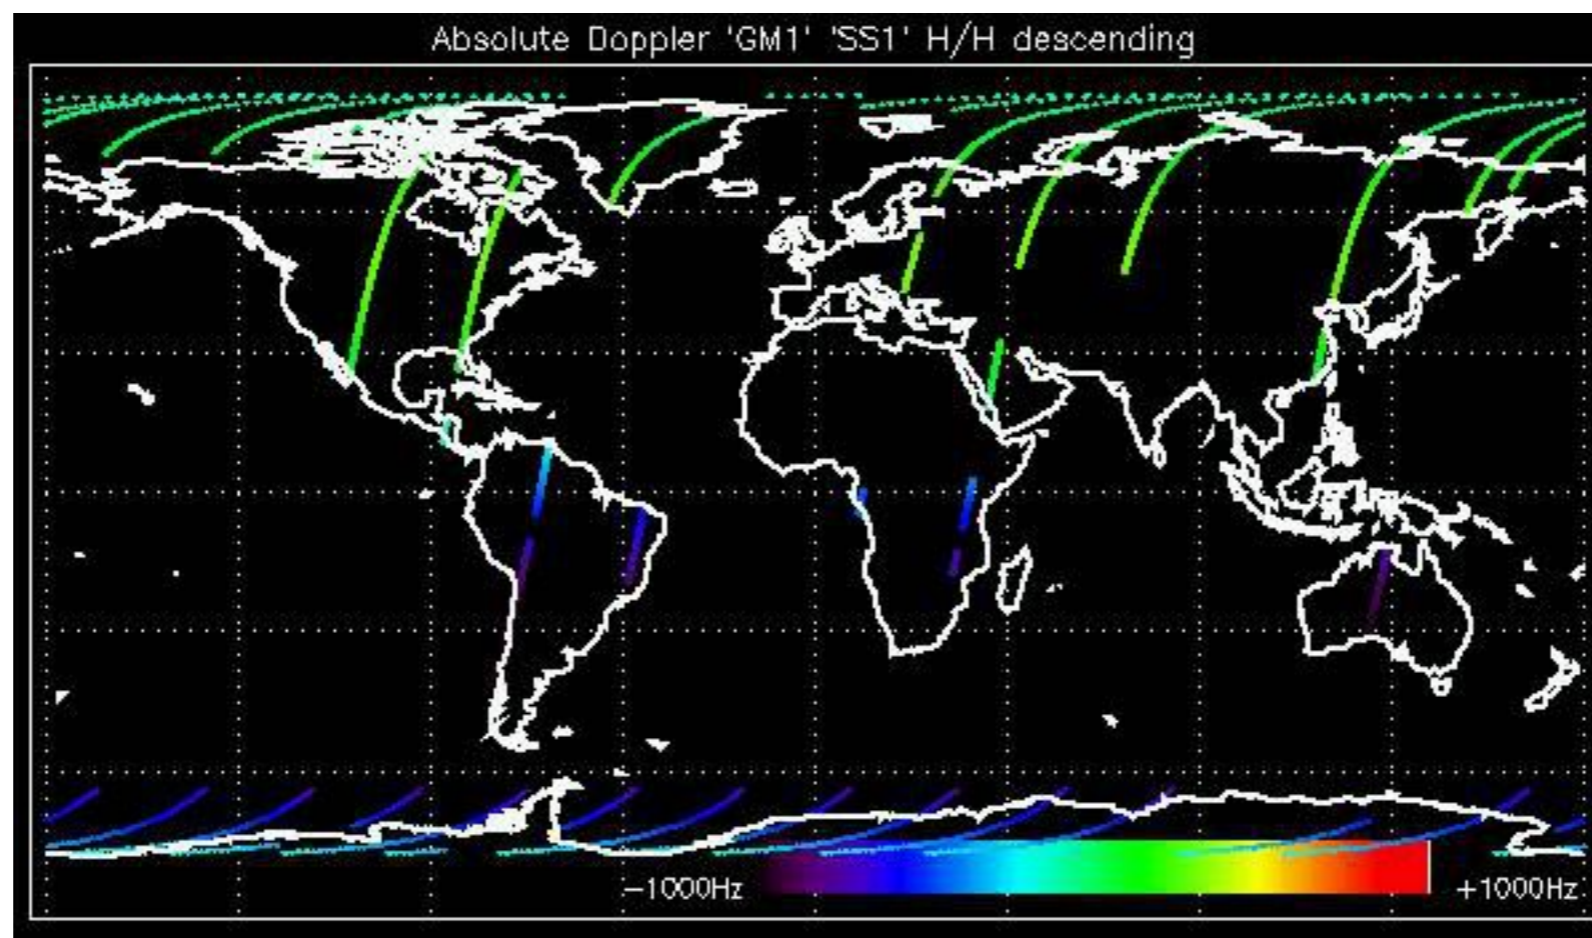 Absolute Doppler 'GM1' 'SS1' H/H descending
-1000Hz
+1000Hz